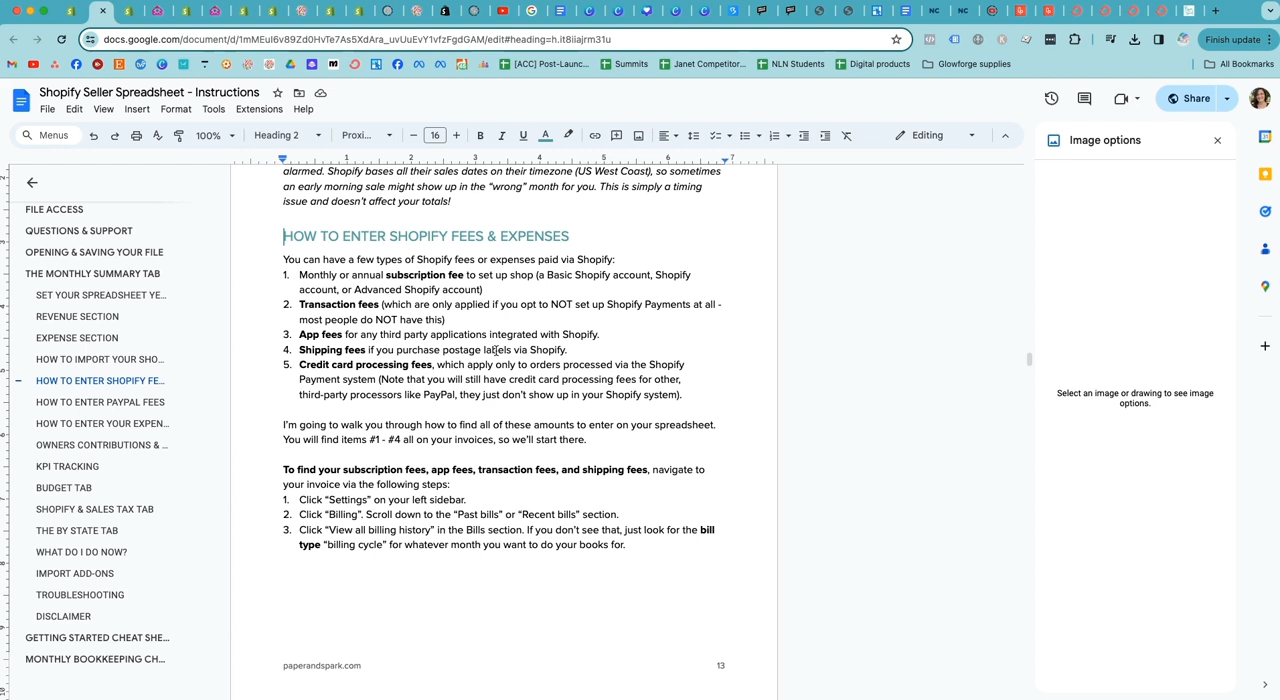 docs.google.com/document/d/1mMEuI6v89Zd0HvTe7As5XdAra_uvUuEvY1vfzFgdGAM/edit#heading=h.it8iiajrm31u
Finish update
[ACC] Post-Launc...
Summits
Janet Competitor...
NLN Students
Digital products
Glowforge supplies
All Bookmarks
Shopify Seller Spreadsheet - Instructions
File Edit View Insert Format Tools Extensions Help
Share
Menus
100%
Heading 2
Proxi...
16
Editing
Image options
1 2 3 4 5 6 7
Select an image or drawing to see image
options.
FILE ACCESS
QUESTIONS & SUPPORT
OPENING & SAVING YOUR FILE
THE MONTHLY SUMMARY TAB
SET YOUR SPREADSHEET YE...
REVENUE SECTION
EXPENSE SECTION
HOW TO IMPORT YOUR SHO...
HOW TO ENTER SHOPIFY FE...
HOW TO ENTER PAYPAL FEES
HOW TO ENTER YOUR EXPEN...
OWNERS CONTRIBUTIONS & ...
KPI TRACKING
BUDGET TAB
SHOPIFY & SALES TAX TAB
THE BY STATE TAB
WHAT DO I DO NOW?
IMPORT ADD-ONS
TROUBLESHOOTING
DISCLAIMER
GETTING STARTED CHEAT SHE...
MONTHLY BOOKKEEPING CH...
alarmed. Shopify bases all their sales dates on their timezone (US West Coast), so sometimes
an early morning sale might show up in the “wrong” month for you. This is simply a timing
issue and doesn’t affect your totals!
HOW TO ENTER SHOPIFY FEES & EXPENSES
You can have a few types of Shopify fees or expenses paid via Shopify:
1. Monthly or annual subscription fee to set up shop (a Basic Shopify account, Shopify
account, or Advanced Shopify account)
2. Transaction fees (which are only applied if you opt to NOT set up Shopify Payments at all -
most people do NOT have this)
3. App fees for any third party applications integrated with Shopify.
4. Shipping fees if you purchase postage labels via Shopify.
5. Credit card processing fees, which apply only to orders processed via the Shopify
Payment system (Note that you will still have credit card processing fees for other,
third-party processors like PayPal, they just don’t show up in your Shopify system).
I’m going to walk you through how to find all of these amounts to enter on your spreadsheet.
You will find items #1 - #4 all on your invoices, so we’ll start there.
To find your subscription fees, app fees, transaction fees, and shipping fees, navigate to
your invoice via the following steps:
1. Click “Settings” on your left sidebar.
2. Click “Billing”. Scroll down to the “Past bills” or “Recent bills” section.
3. Click “View all billing history” in the Bills section. If you don’t see that, just look for the bill
type “billing cycle” for whatever month you want to do your books for.
paperandspark.com 13